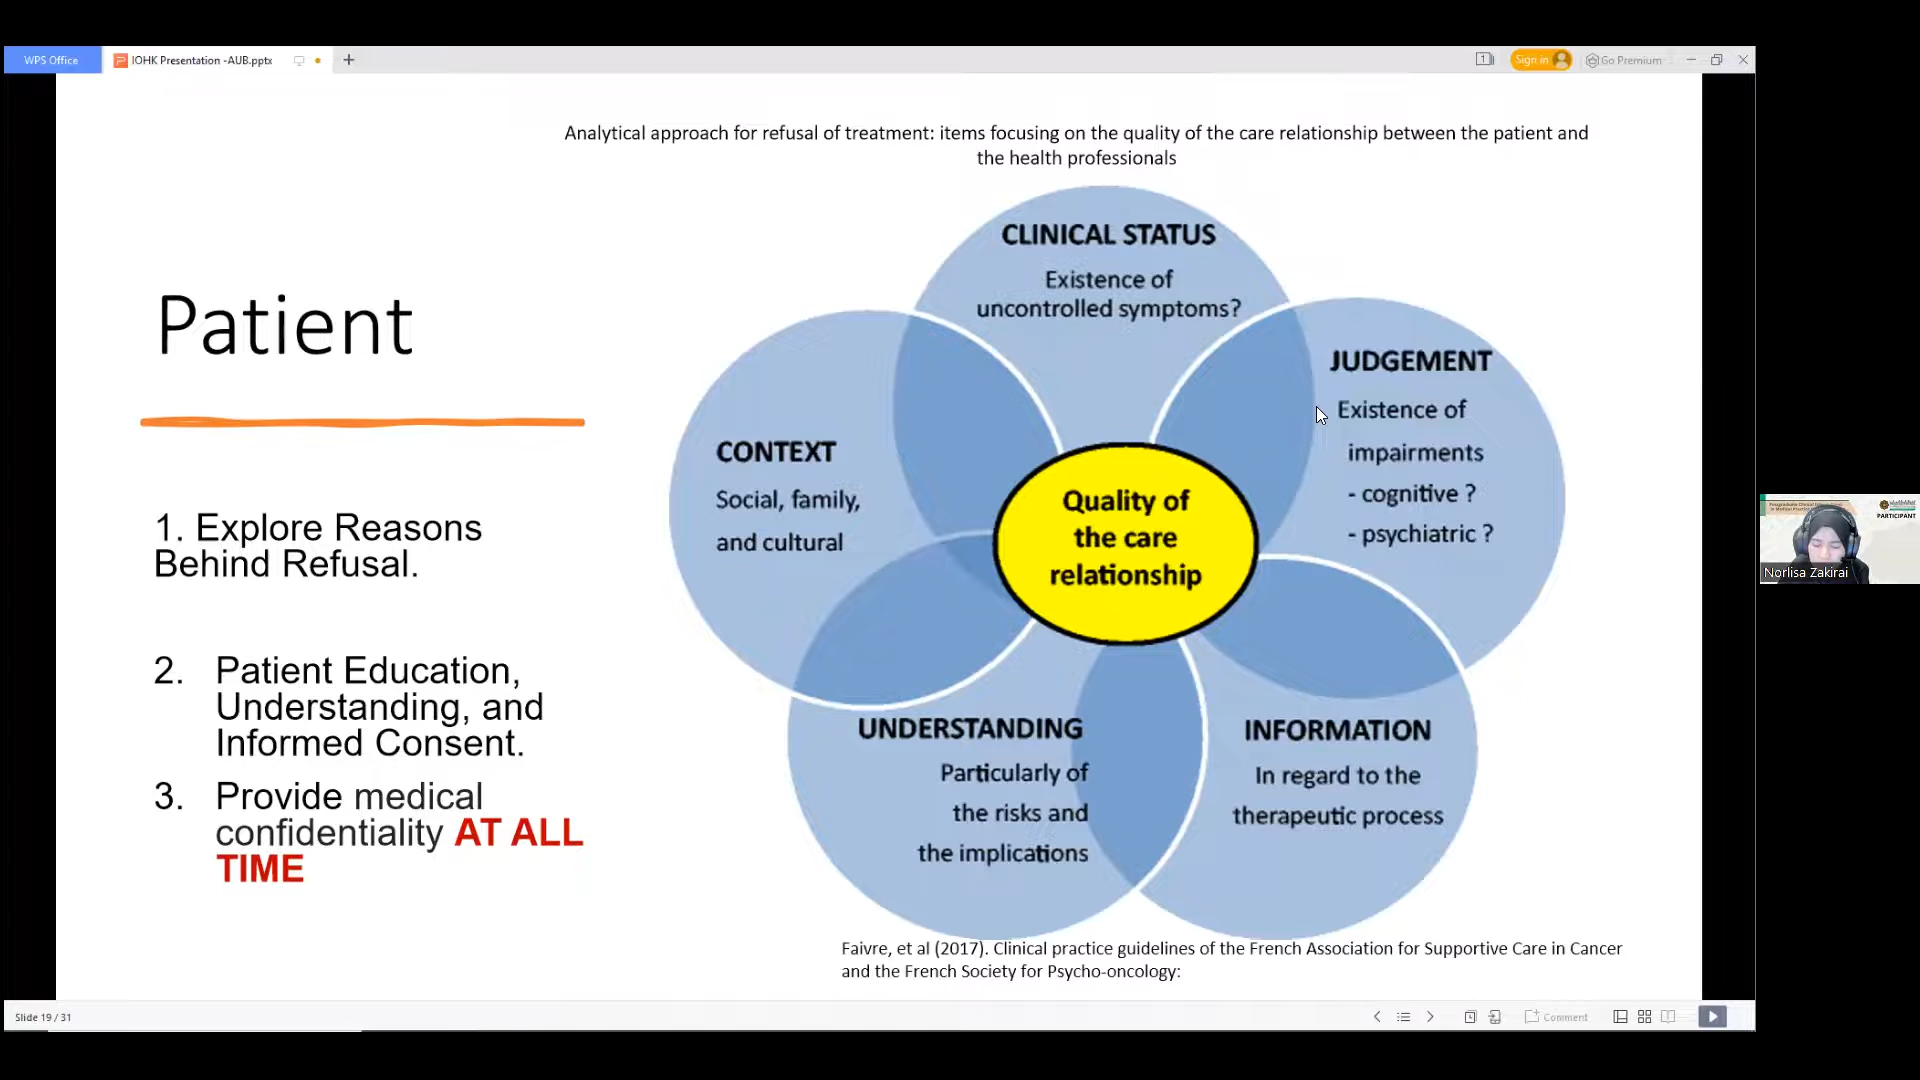 WPS Office
IOHK Presentation -AUB.pptx
1
Sign in
Go Premium
Analytical approach for refusal of treatment: items focusing on the quality of the care relationship between the patient and
the health professionals
Patient
1. Explore Reasons
Behind Refusal.
2. Patient Education,
Understanding, and
Informed Consent.
3. Provide medical
confidentiality AT ALL
TIME
CLINICAL STATUS
Existence of
uncontrolled symptoms?
JUDGEMENT
Existence of
impairments
- cognitive ?
- psychiatric ?
CONTEXT
Social, family,
and cultural
Quality of
the care
relationship
UNDERSTANDING
Particularly of
the risks and
the implications
INFORMATION
In regard to the
therapeutic process
Faivre, et al (2017). Clinical practice guidelines of the French Association for Supportive Care in Cancer
and the French Society for Psycho-oncology:
PARTICIPANT
Norlisa Zakirai
Slide 19 / 31
Comment